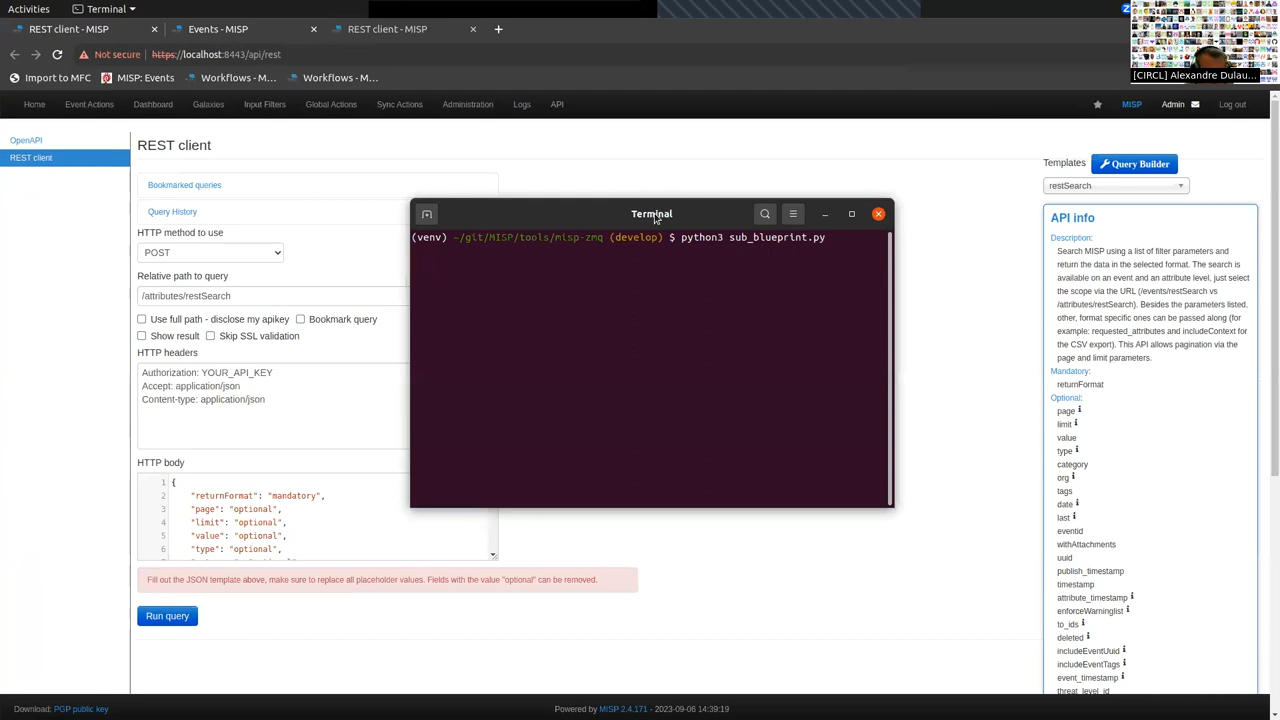 Activities
Terminal
REST client - MISP
Events - MISP
REST client - MISP
Not secure
https://localhost:8443/api/rest
Import to MFC
MISP: Events
Workflows - M...
Workflows - M...
[CIRCL] Alexandre Dulau...
Home
Event Actions
Dashboard
Galaxies
Input Filters
Global Actions
Sync Actions
Administration
Logs
API
MISP
Admin
Log out
OpenAPI
REST client
REST client
Bookmarked queries
Query History
HTTP method to use
POST
Relative path to query
/attributes/restSearch
Use full path - disclose my apikey
Bookmark query
Show result
Skip SSL validation
HTTP headers
Authorization: YOUR_API_KEY
Accept: application/json
Content-type: application/json
HTTP body
1 {
2 "returnFormat": "mandatory",
3 "page": "optional",
4 "limit": "optional",
5 "value": "optional",
6 "type": "optional",
Fill out the JSON template above, make sure to replace all placeholder values. Fields with the value "optional" can be removed.
Run query
Terminal
(venv) ~/git/MISP/tools/misp-zmq (develop) $ python3 sub_blueprint.py
Templates
Query Builder
restSearch
API info
Description:
Search MISP using a list of filter parameters and
return the data in the selected format. The search is
available on an event and an attribute level, just select
the scope via the URL (/events/restSearch vs
/attributes/restSearch). Besides the parameters listed,
other, format specific ones can be passed along (for
example: requested_attributes and includeContext for
the CSV export). This API allows pagination via the
page and limit parameters.
Mandatory:
returnFormat
Optional:
page
limit
value
type
category
org
tags
date
last
eventid
withAttachments
uuid
publish_timestamp
timestamp
attribute_timestamp
enforceWarninglist
to_ids
deleted
includeEventUuid
includeEventTags
event_timestamp
threat_level_id
Download: PGP public key
Powered by MISP 2.4.171 - 2023-09-06 14:39:19